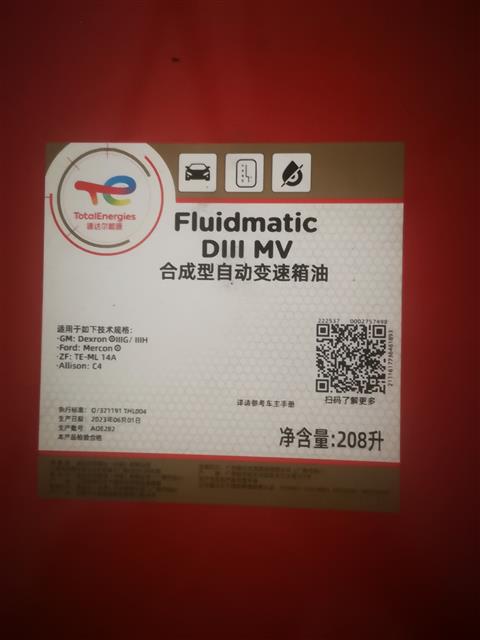 TotalEnergies
道达尔能源
Fluidmatic
DIII MV
合成型自动变速箱油
适用于如下技术规格:
·GM: Dexron ®IIIG/ IIIH
·Ford: Mercon ®
·ZF: TE-ML 14A
·Allison: C4
222537 0002757498
扫码了解更多
详请参考车主手册
执行标准: Q/321191 THL004
生产日期: 2023年06月01日
生产批号: AOE282
本产品检验合格
净含量:208升